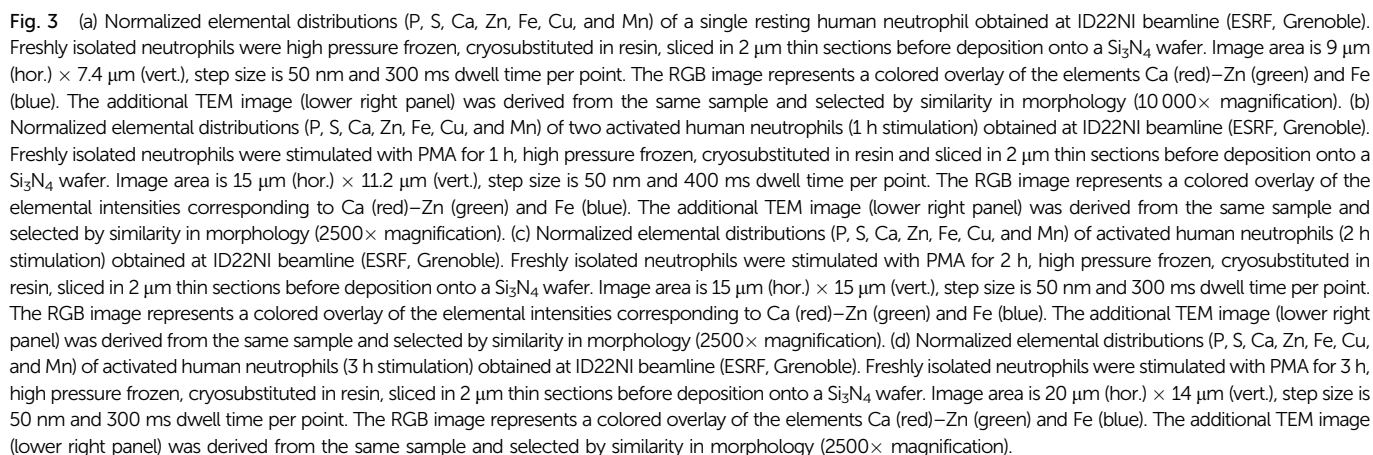 Fig. 3 (a) Normalized elemental distributions (P, S, Ca, Zn, Fe, Cu, and Mn) of a single resting human neutrophil obtained at ID22NI beamline (ESRF, Grenoble).
Freshly isolated neutrophils were high pressure frozen, cryosubstituted in resin, sliced in 2 μm thin sections before deposition onto a Si₃N₄ wafer. Image area is 9 μm
(hor.) × 7.4 μm (vert.), step size is 50 nm and 300 ms dwell time per point. The RGB image represents a colored overlay of the elements Ca (red)–Zn (green) and Fe
(blue). The additional TEM image (lower right panel) was derived from the same sample and selected by similarity in morphology (10 000× magnification). (b)
Normalized elemental distributions (P, S, Ca, Zn, Fe, Cu, and Mn) of two activated human neutrophils (1 h stimulation) obtained at ID22NI beamline (ESRF, Grenoble).
Freshly isolated neutrophils were stimulated with PMA for 1 h, high pressure frozen, cryosubstituted in resin and sliced in 2 μm thin sections before deposition onto a
Si₃N₄ wafer. Image area is 15 μm (hor.) × 11.2 μm (vert.), step size is 50 nm and 400 ms dwell time per point. The RGB image represents a colored overlay of the
elemental intensities corresponding to Ca (red)–Zn (green) and Fe (blue). The additional TEM image (lower right panel) was derived from the same sample and
selected by similarity in morphology (2500× magnification). (c) Normalized elemental distributions (P, S, Ca, Zn, Fe, Cu, and Mn) of activated human neutrophils (2 h
stimulation) obtained at ID22NI beamline (ESRF, Grenoble). Freshly isolated neutrophils were stimulated with PMA for 2 h, high pressure frozen, cryosubstituted in
resin, sliced in 2 μm thin sections before deposition onto a Si₃N₄ wafer. Image area is 15 μm (hor.) × 15 μm (vert.), step size is 50 nm and 300 ms dwell time per point.
The RGB image represents a colored overlay of the elemental intensities corresponding to Ca (red)–Zn (green) and Fe (blue). The additional TEM image (lower right
panel) was derived from the same sample and selected by similarity in morphology (2500× magnification). (d) Normalized elemental distributions (P, S, Ca, Zn, Fe, Cu,
and Mn) of activated human neutrophils (3 h stimulation) obtained at ID22NI beamline (ESRF, Grenoble). Freshly isolated neutrophils were stimulated with PMA for 3 h,
high pressure frozen, cryosubstituted in resin, sliced in 2 μm thin sections before deposition onto a Si₃N₄ wafer. Image area is 20 μm (hor.) × 14 μm (vert.), step size is
50 nm and 300 ms dwell time per point. The RGB image represents a colored overlay of the elements Ca (red)–Zn (green) and Fe (blue). The additional TEM image
(lower right panel) was derived from the same sample and selected by similarity in morphology (2500× magnification).